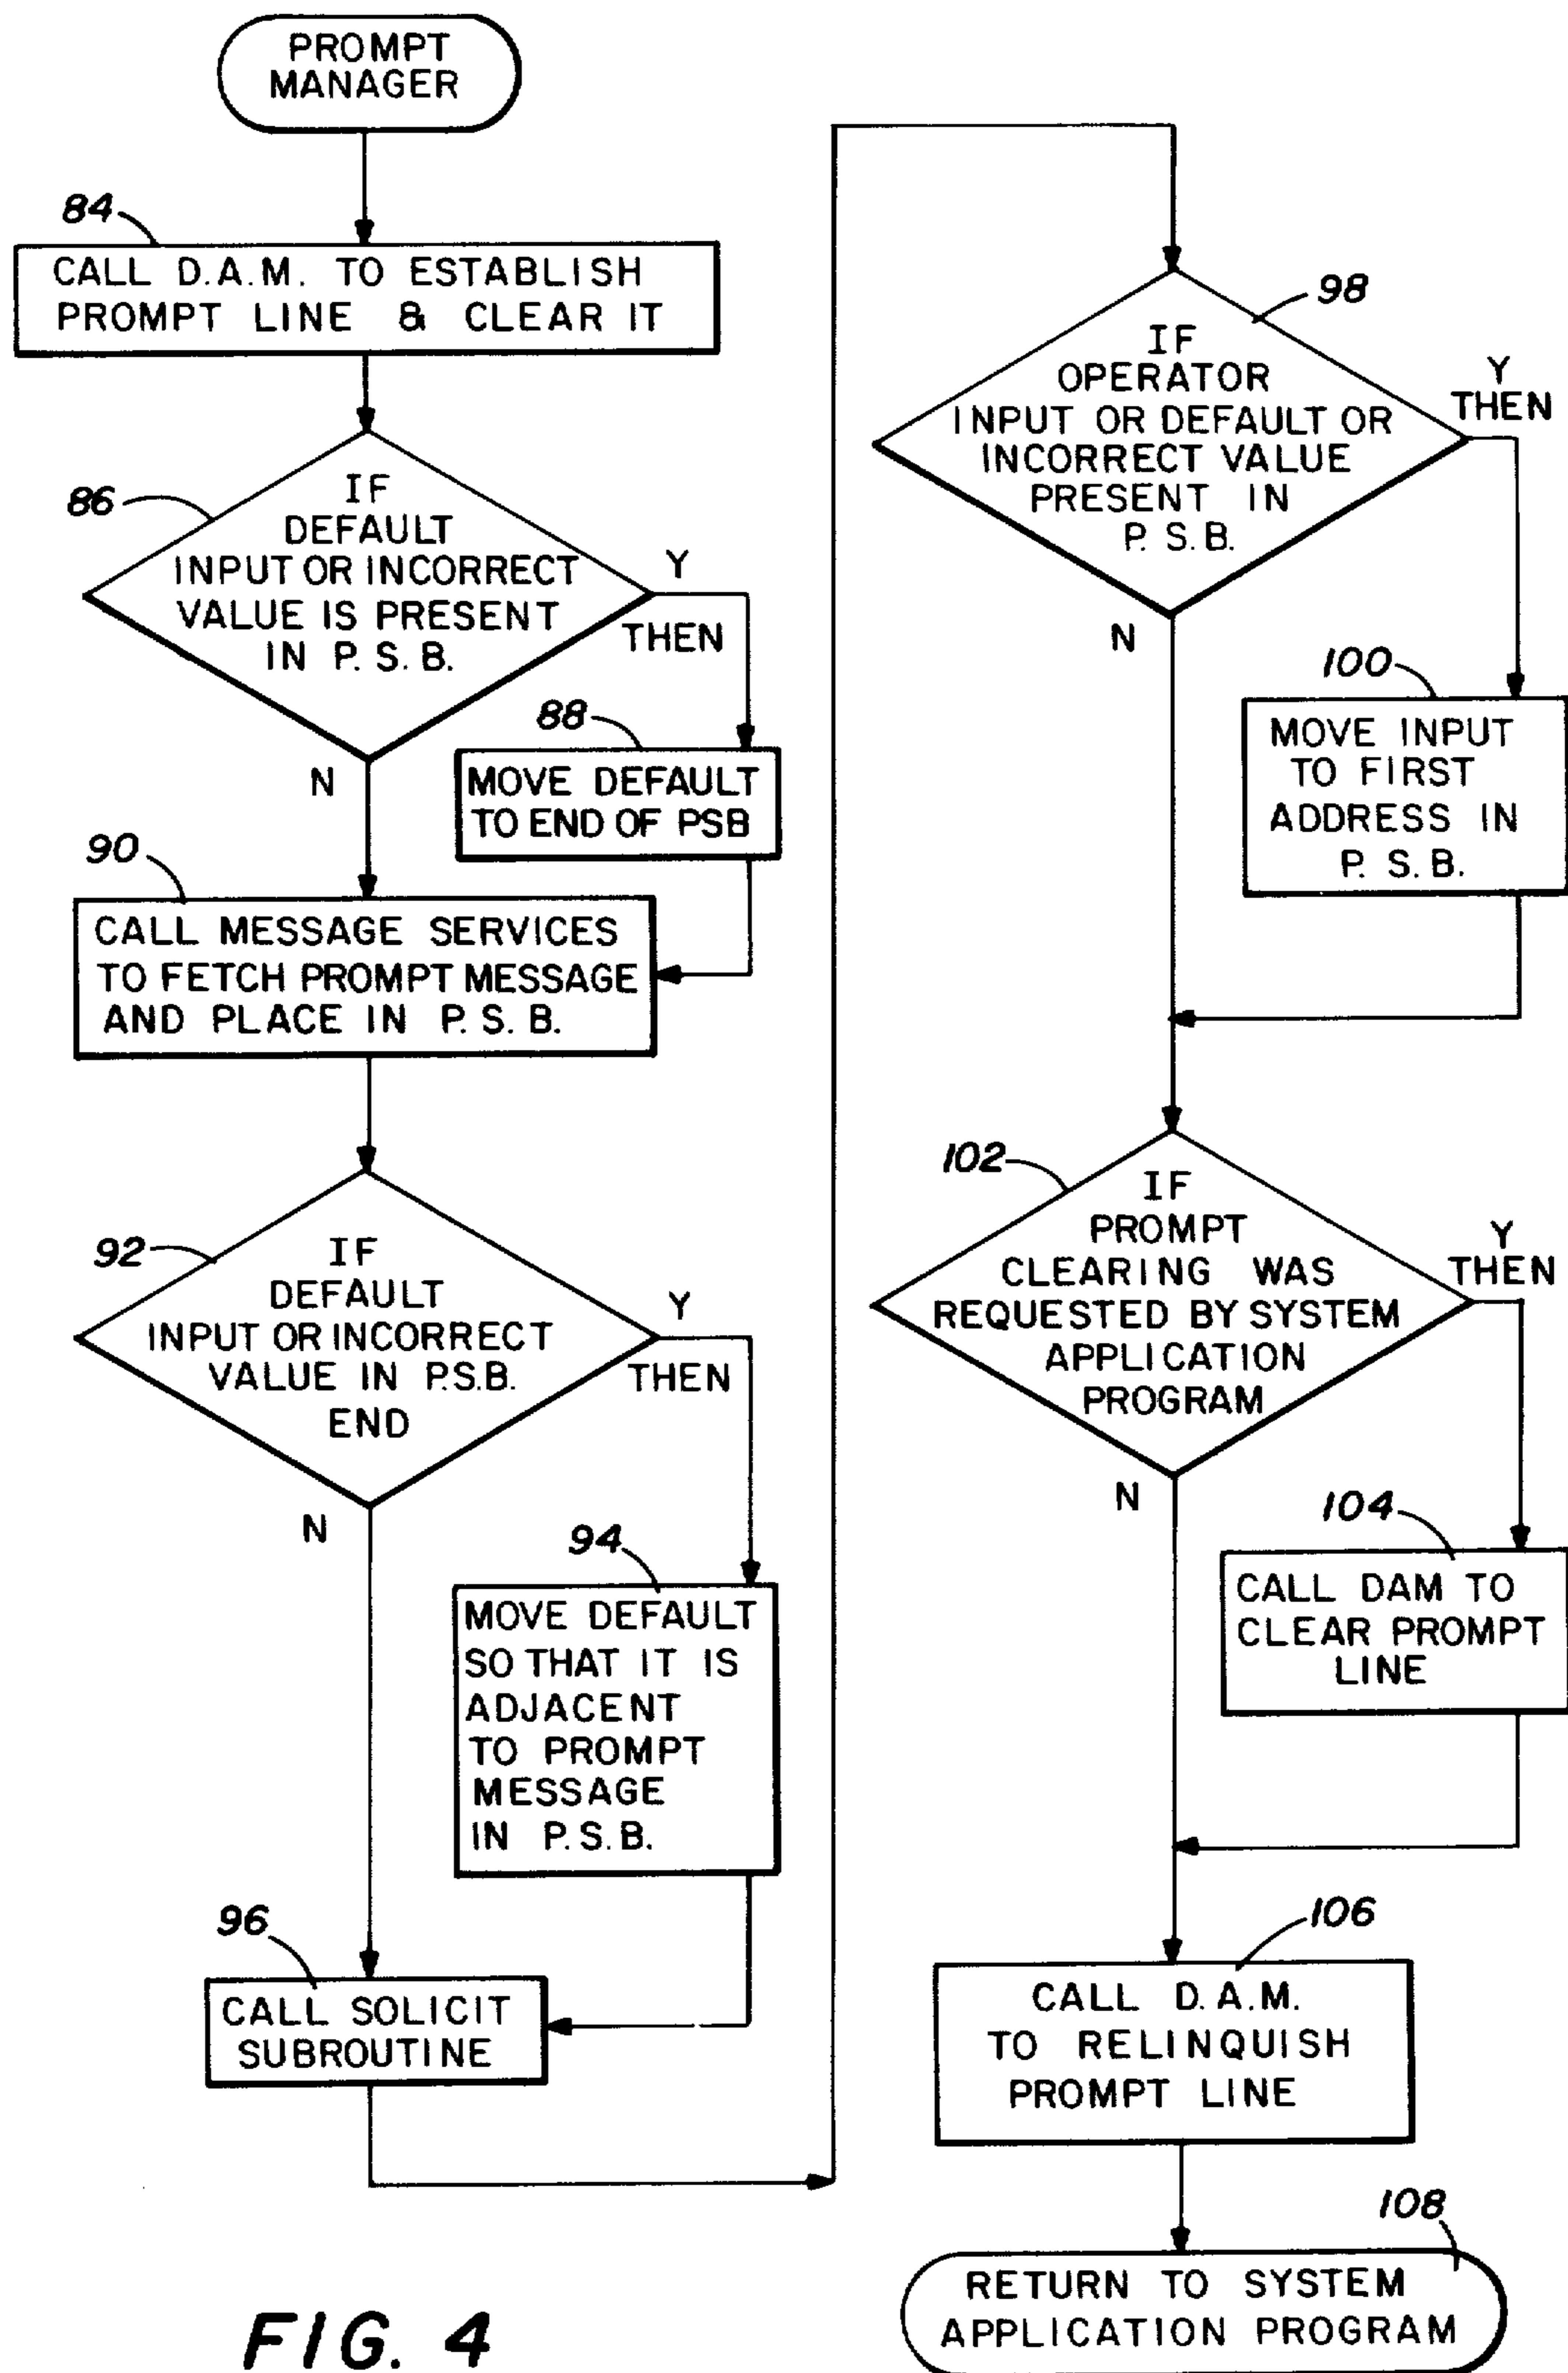 PROMPT
MANAGER
84
CALL D.A.M. TO ESTABLISH
PROMPT LINE & CLEAR IT
86
IF
DEFAULT
INPUT OR INCORRECT
VALUE IS PRESENT
IN P.S.B.
Y
THEN
N
88
MOVE DEFAULT
TO END OF PSB
90
CALL MESSAGE SERVICES
TO FETCH PROMPT MESSAGE
AND PLACE IN P.S.B.
92
IF
DEFAULT
INPUT OR INCORRECT
VALUE IN P.S.B.
END
Y
THEN
N
94
MOVE DEFAULT
SO THAT IT IS
ADJACENT
TO PROMPT
MESSAGE
IN P.S.B.
96
CALL SOLICIT
SUBROUTINE
98
IF
OPERATOR
INPUT OR DEFAULT OR
INCORRECT VALUE
PRESENT IN
P.S.B.
Y
THEN
N
100
MOVE INPUT
TO FIRST
ADDRESS IN
P.S.B.
102
IF
PROMPT
CLEARING WAS
REQUESTED BY SYSTEM
APPLICATION
PROGRAM
Y
THEN
N
104
CALL DAM TO
CLEAR PROMPT
LINE
106
CALL D.A.M.
TO RELINQUISH
PROMPT LINE
108
RETURN TO SYSTEM
APPLICATION PROGRAM
FIG. 4